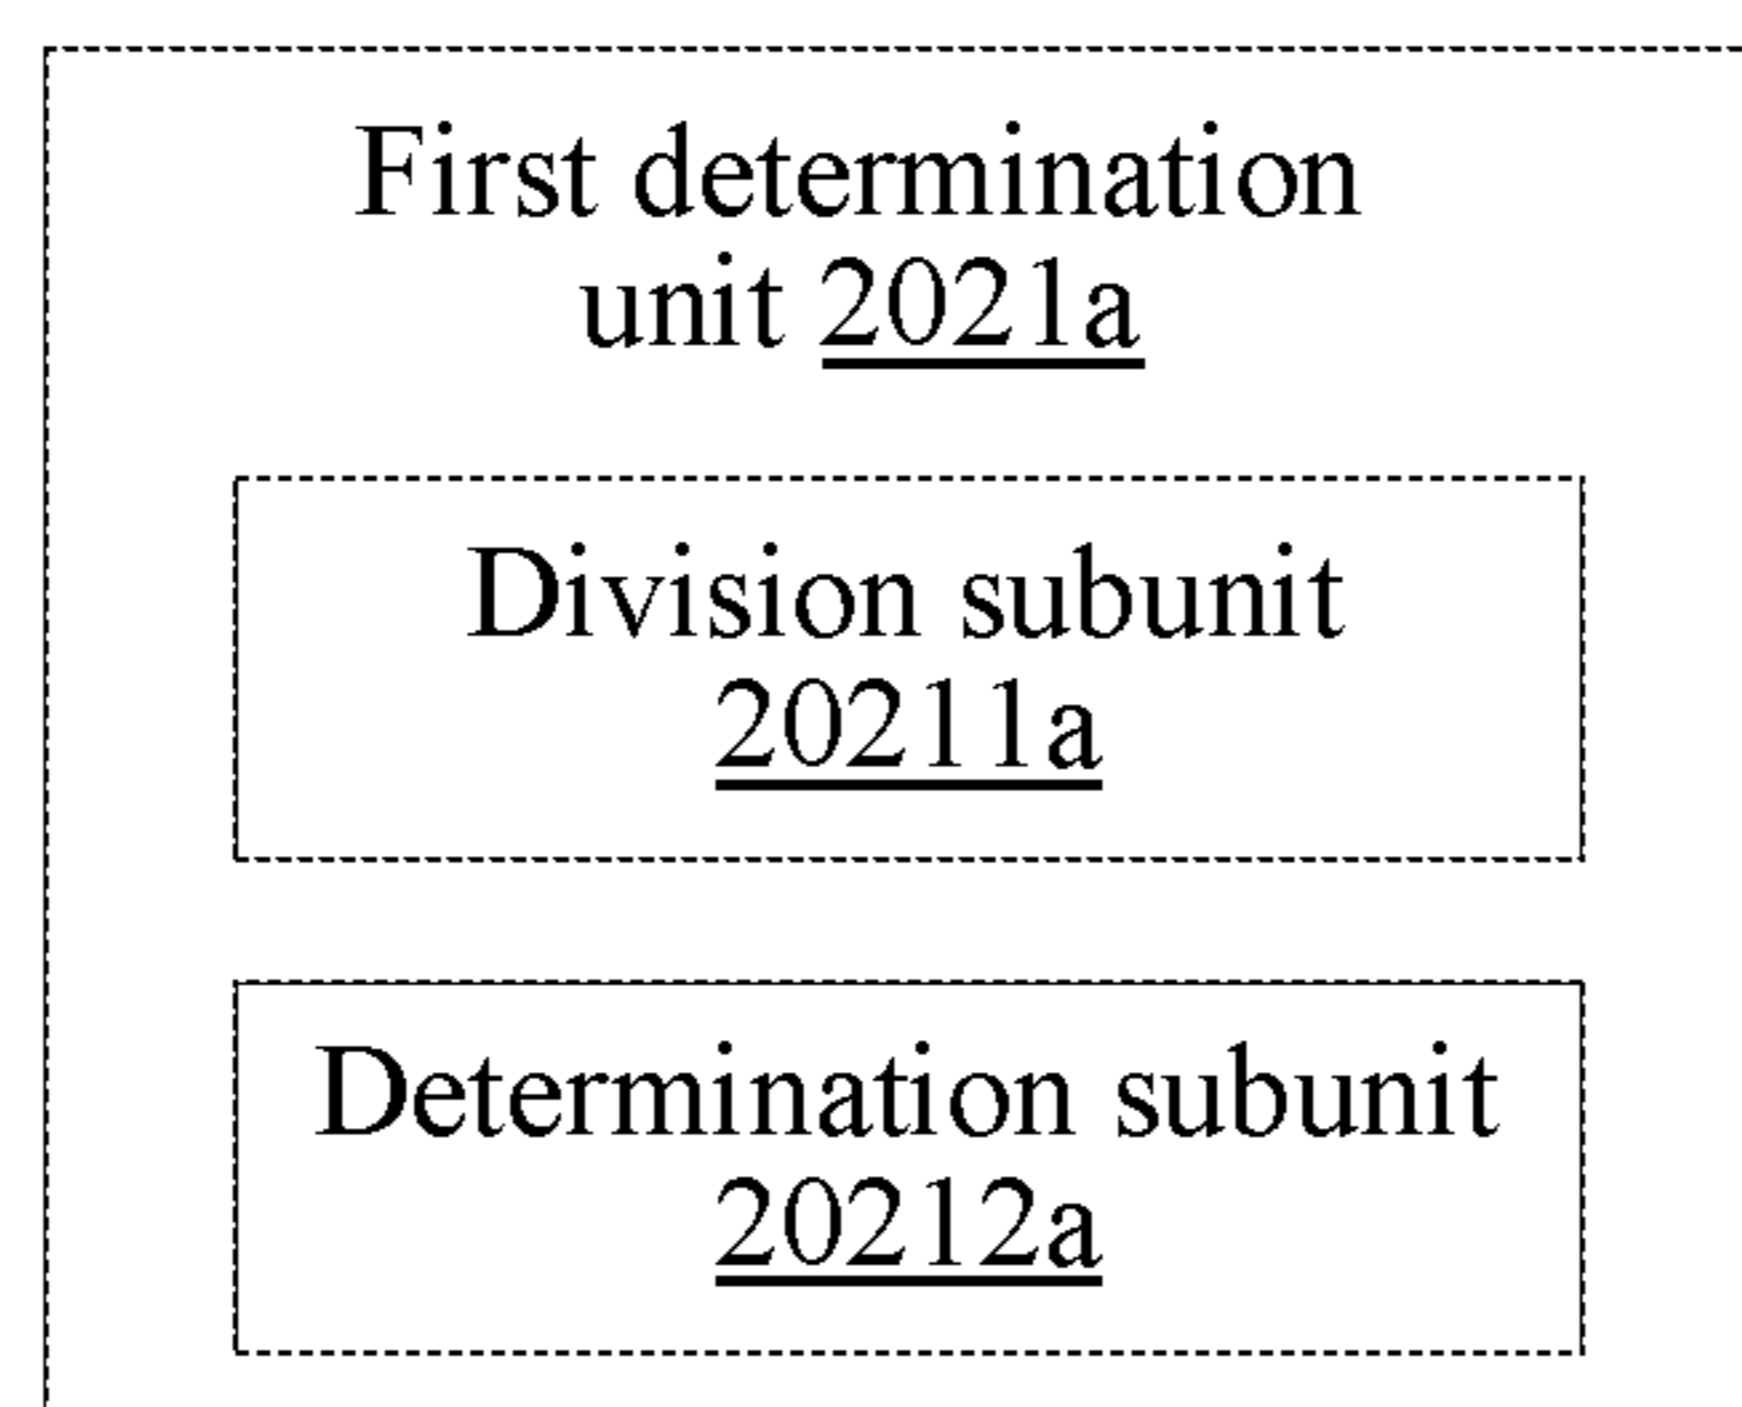 First determination
unit 2021a
Division subunit
20211a
Determination subunit
20212a